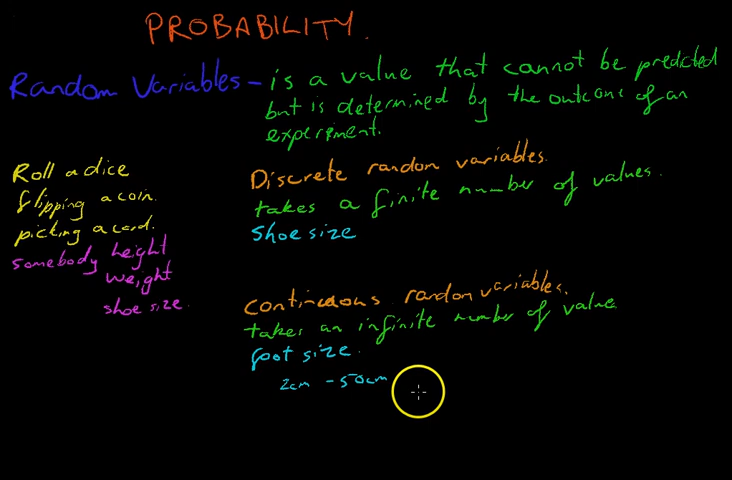 PROBABILITY.
Random Variables - is a value that cannot be predicted
but is determined by the outcome of an
experiment.
Roll a dice
flipping a coin.
picking a card.
somebody height
weight
shoe size.
Discrete random variables.
takes a finite number of values.
Shoe size
continuous random variables.
takes an infinite number of value
foot size.
2cm - 50cm